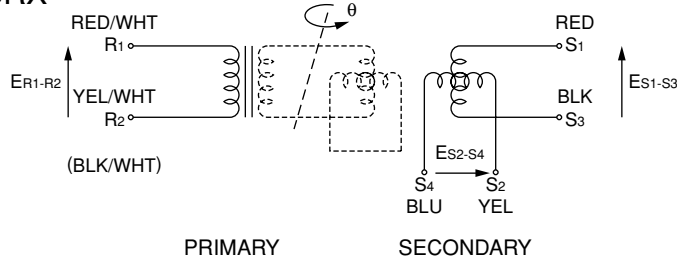 RED/WHT
R1
ER1-R2
YEL/WHT
R2
(BLK/WHT)
θ
RED
S1
ES1-S3
BLK
S3
ES2-S4
S4
S2
BLU
YEL
PRIMARY
SECONDARY